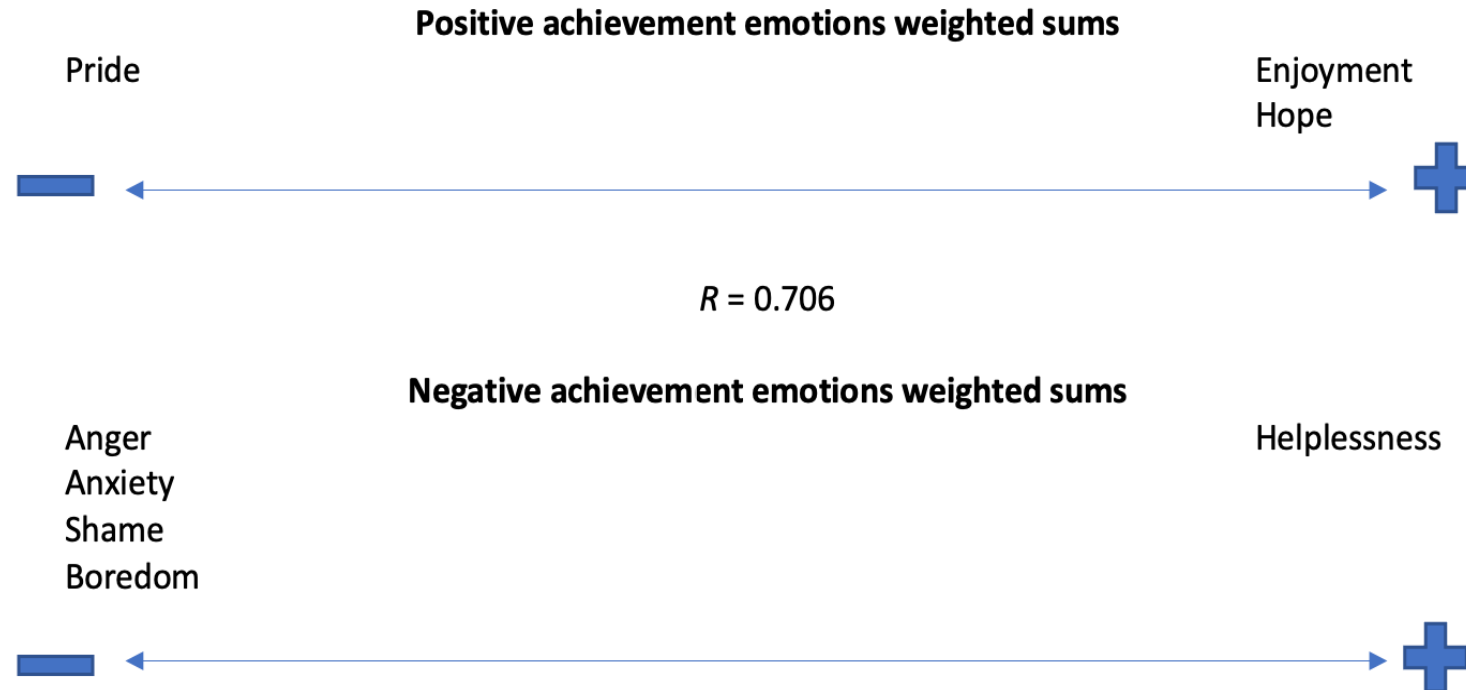 Positive achievement emotions weighted sums
Pride
Enjoyment
Hope
R = 0.706
Negative achievement emotions weighted sums
Anger
Anxiety
Shame
Boredom
Helplessness